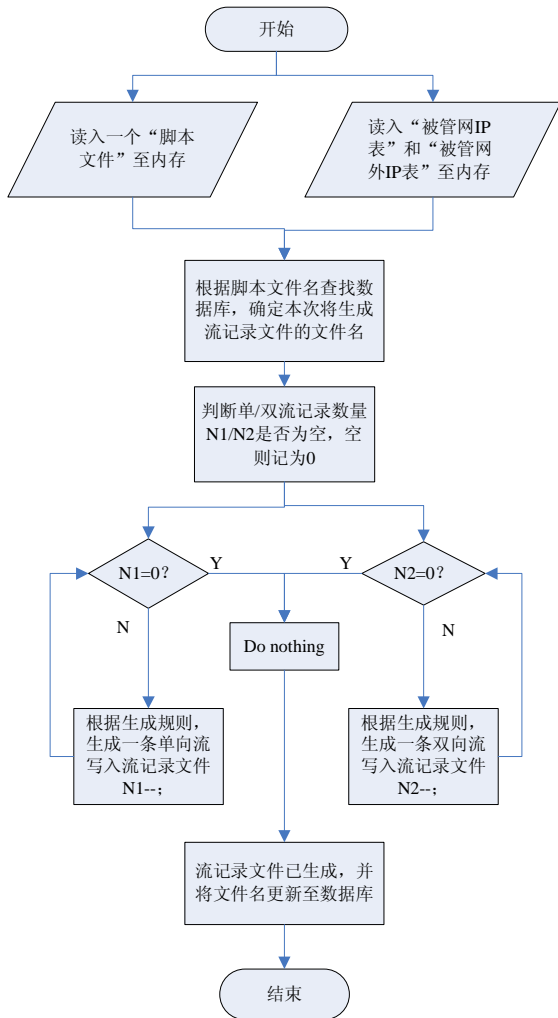 开始
读入一个“脚本
文件”至内存
读入“被管网IP
表”和“被管网
外IP表”至内存
根据脚本文件名查找数
据库，确定本次将生成
流记录文件的文件名
判断单/双流记录数量
N1/N2是否为空，空
则记为0
N1=0?
Y
Y
N2=0?
N
N
Do nothing
根据生成规则，
生成一条单向流
写入流记录文件
N1--;
根据生成规则，
生成一条双向流
写入流记录文件
N2--;
流记录文件已生成，并
将文件名更新至数据库
结束